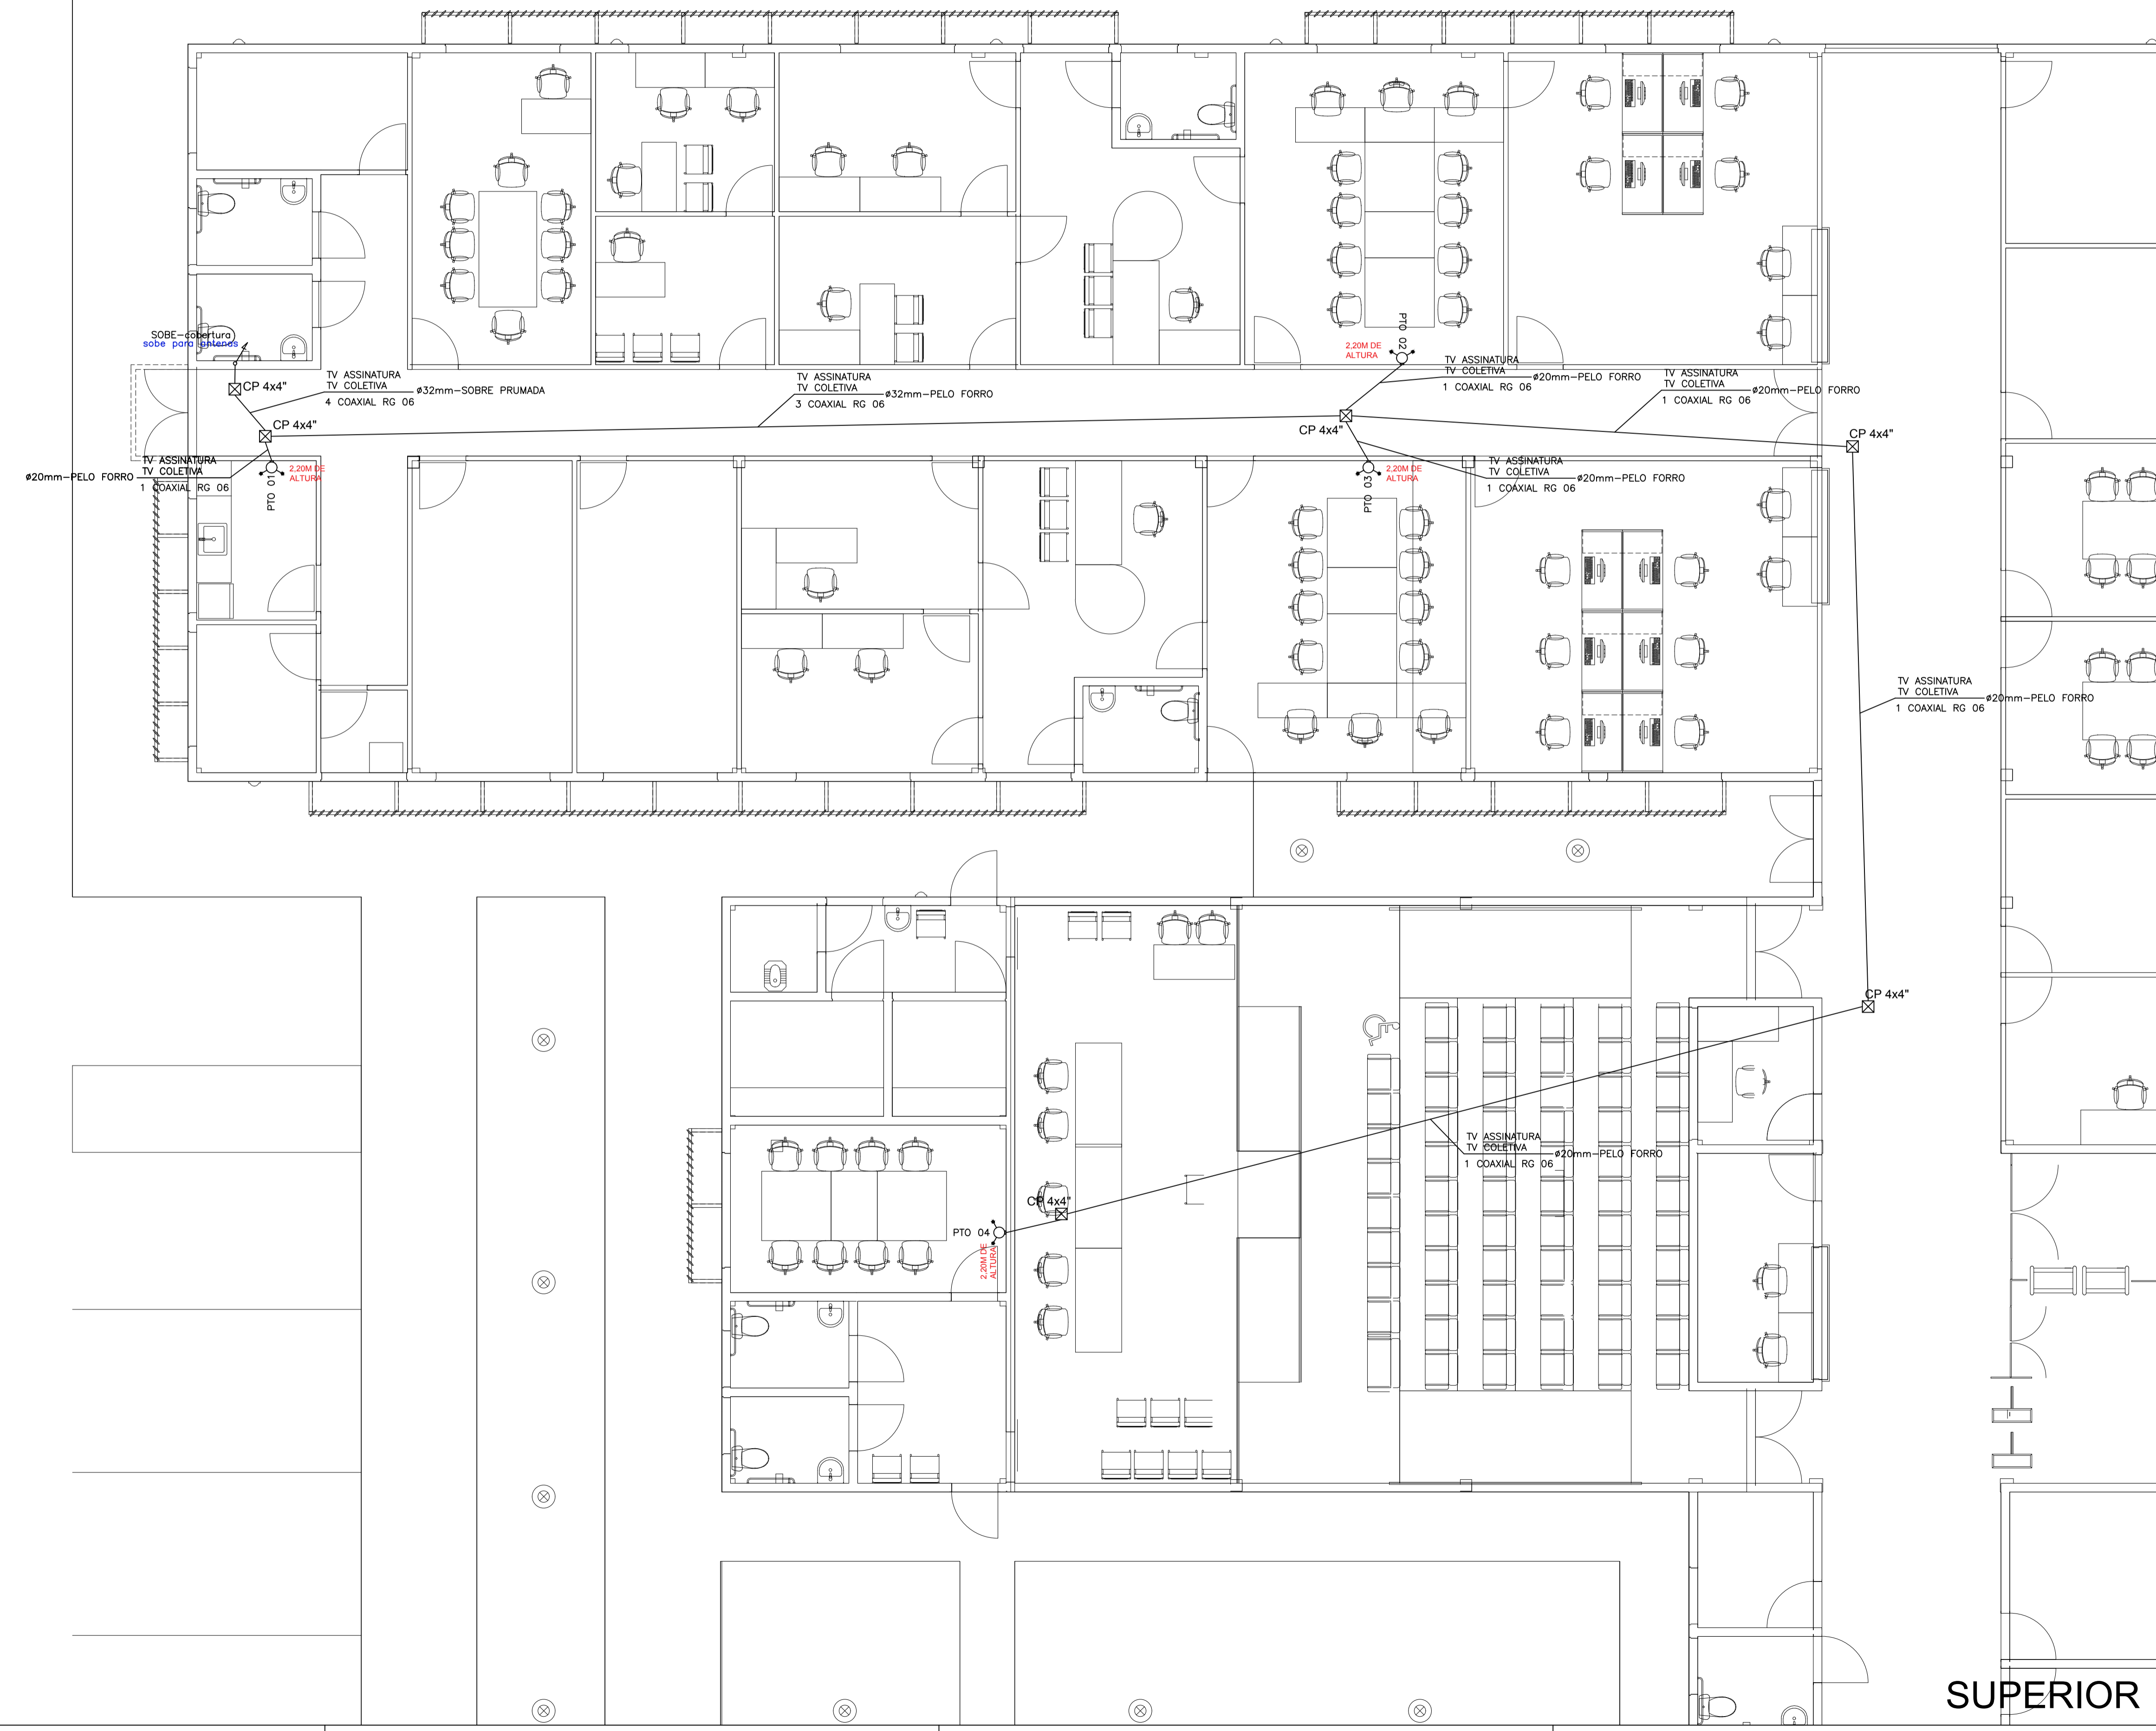 SOBE-cobertura
sobe para antenas
CP 4x4"
TV ASSINATURA
TV COLETIVA
4 COAXIAL RG 06
ø32mm-SOBRE PRUMADA
CP 4x4"
TV ASSINATURA
TV COLETIVA
1 COAXIAL RG 06
ø20mm-PELO FORRO
PTO 01
2,20M DE
ALTURA
TV ASSINATURA
TV COLETIVA
3 COAXIAL RG 06
ø32mm-PELO FORRO
PTO 02
2,20M DE
ALTURA
TV ASSINATURA
TV COLETIVA
1 COAXIAL RG 06
ø20mm-PELO FORRO
CP 4x4"
TV ASSINATURA
TV COLETIVA
1 COAXIAL RG 06
ø20mm-PELO FORRO
CP 4x4"
PTO 03
2,20M DE
ALTURA
TV ASSINATURA
TV COLETIVA
1 COAXIAL RG 06
ø20mm-PELO FORRO
TV ASSINATURA
TV COLETIVA
1 COAXIAL RG 06
ø20mm-PELO FORRO
CP 4x4"
TV ASSINATURA
TV COLETIVA
1 COAXIAL RG 06
ø20mm-PELO FORRO
CP 4x4"
PTO 04
2,20M DE
ALTURA
SUPERIOR